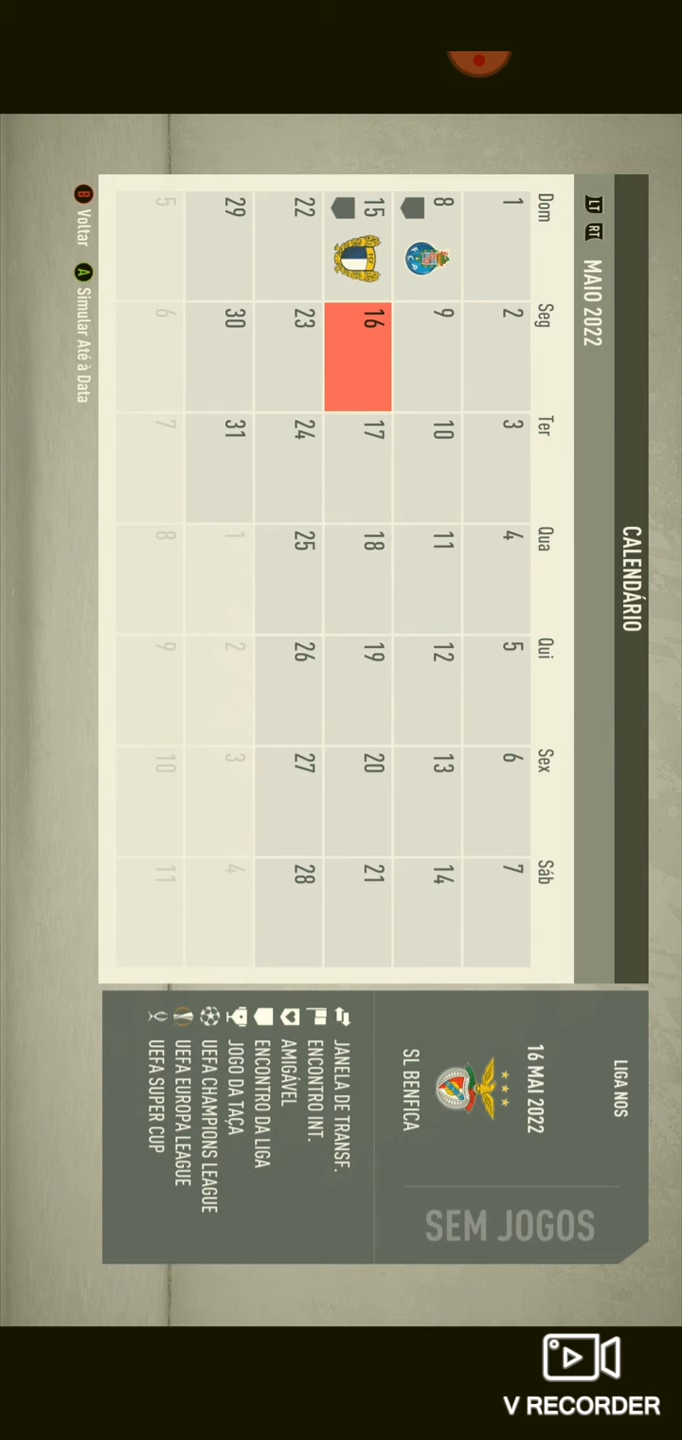 CALENDÁRIO
LT RT MAIO 2022
Dom Seg Ter Qua Qui Sex Sáb
1 2 3 4 5 6 7
8 9 10 11 12 13 14
15 16 17 18 19 20 21
22 23 24 25 26 27 28
29 30 31 1 2 3 4
5 6 7 8 9 10 11
B Voltar A Simular Até à Data
LIGA NOS
16 MAI 2022
SL BENFICA
SEM JOGOS
JANELA DE TRANSF.
ENCONTRO INT.
AMIGÁVEL
ENCONTRO DA LIGA
JOGO DA TAÇA
UEFA CHAMPIONS LEAGUE
UEFA EUROPA LEAGUE
UEFA SUPER CUP
V RECORDER